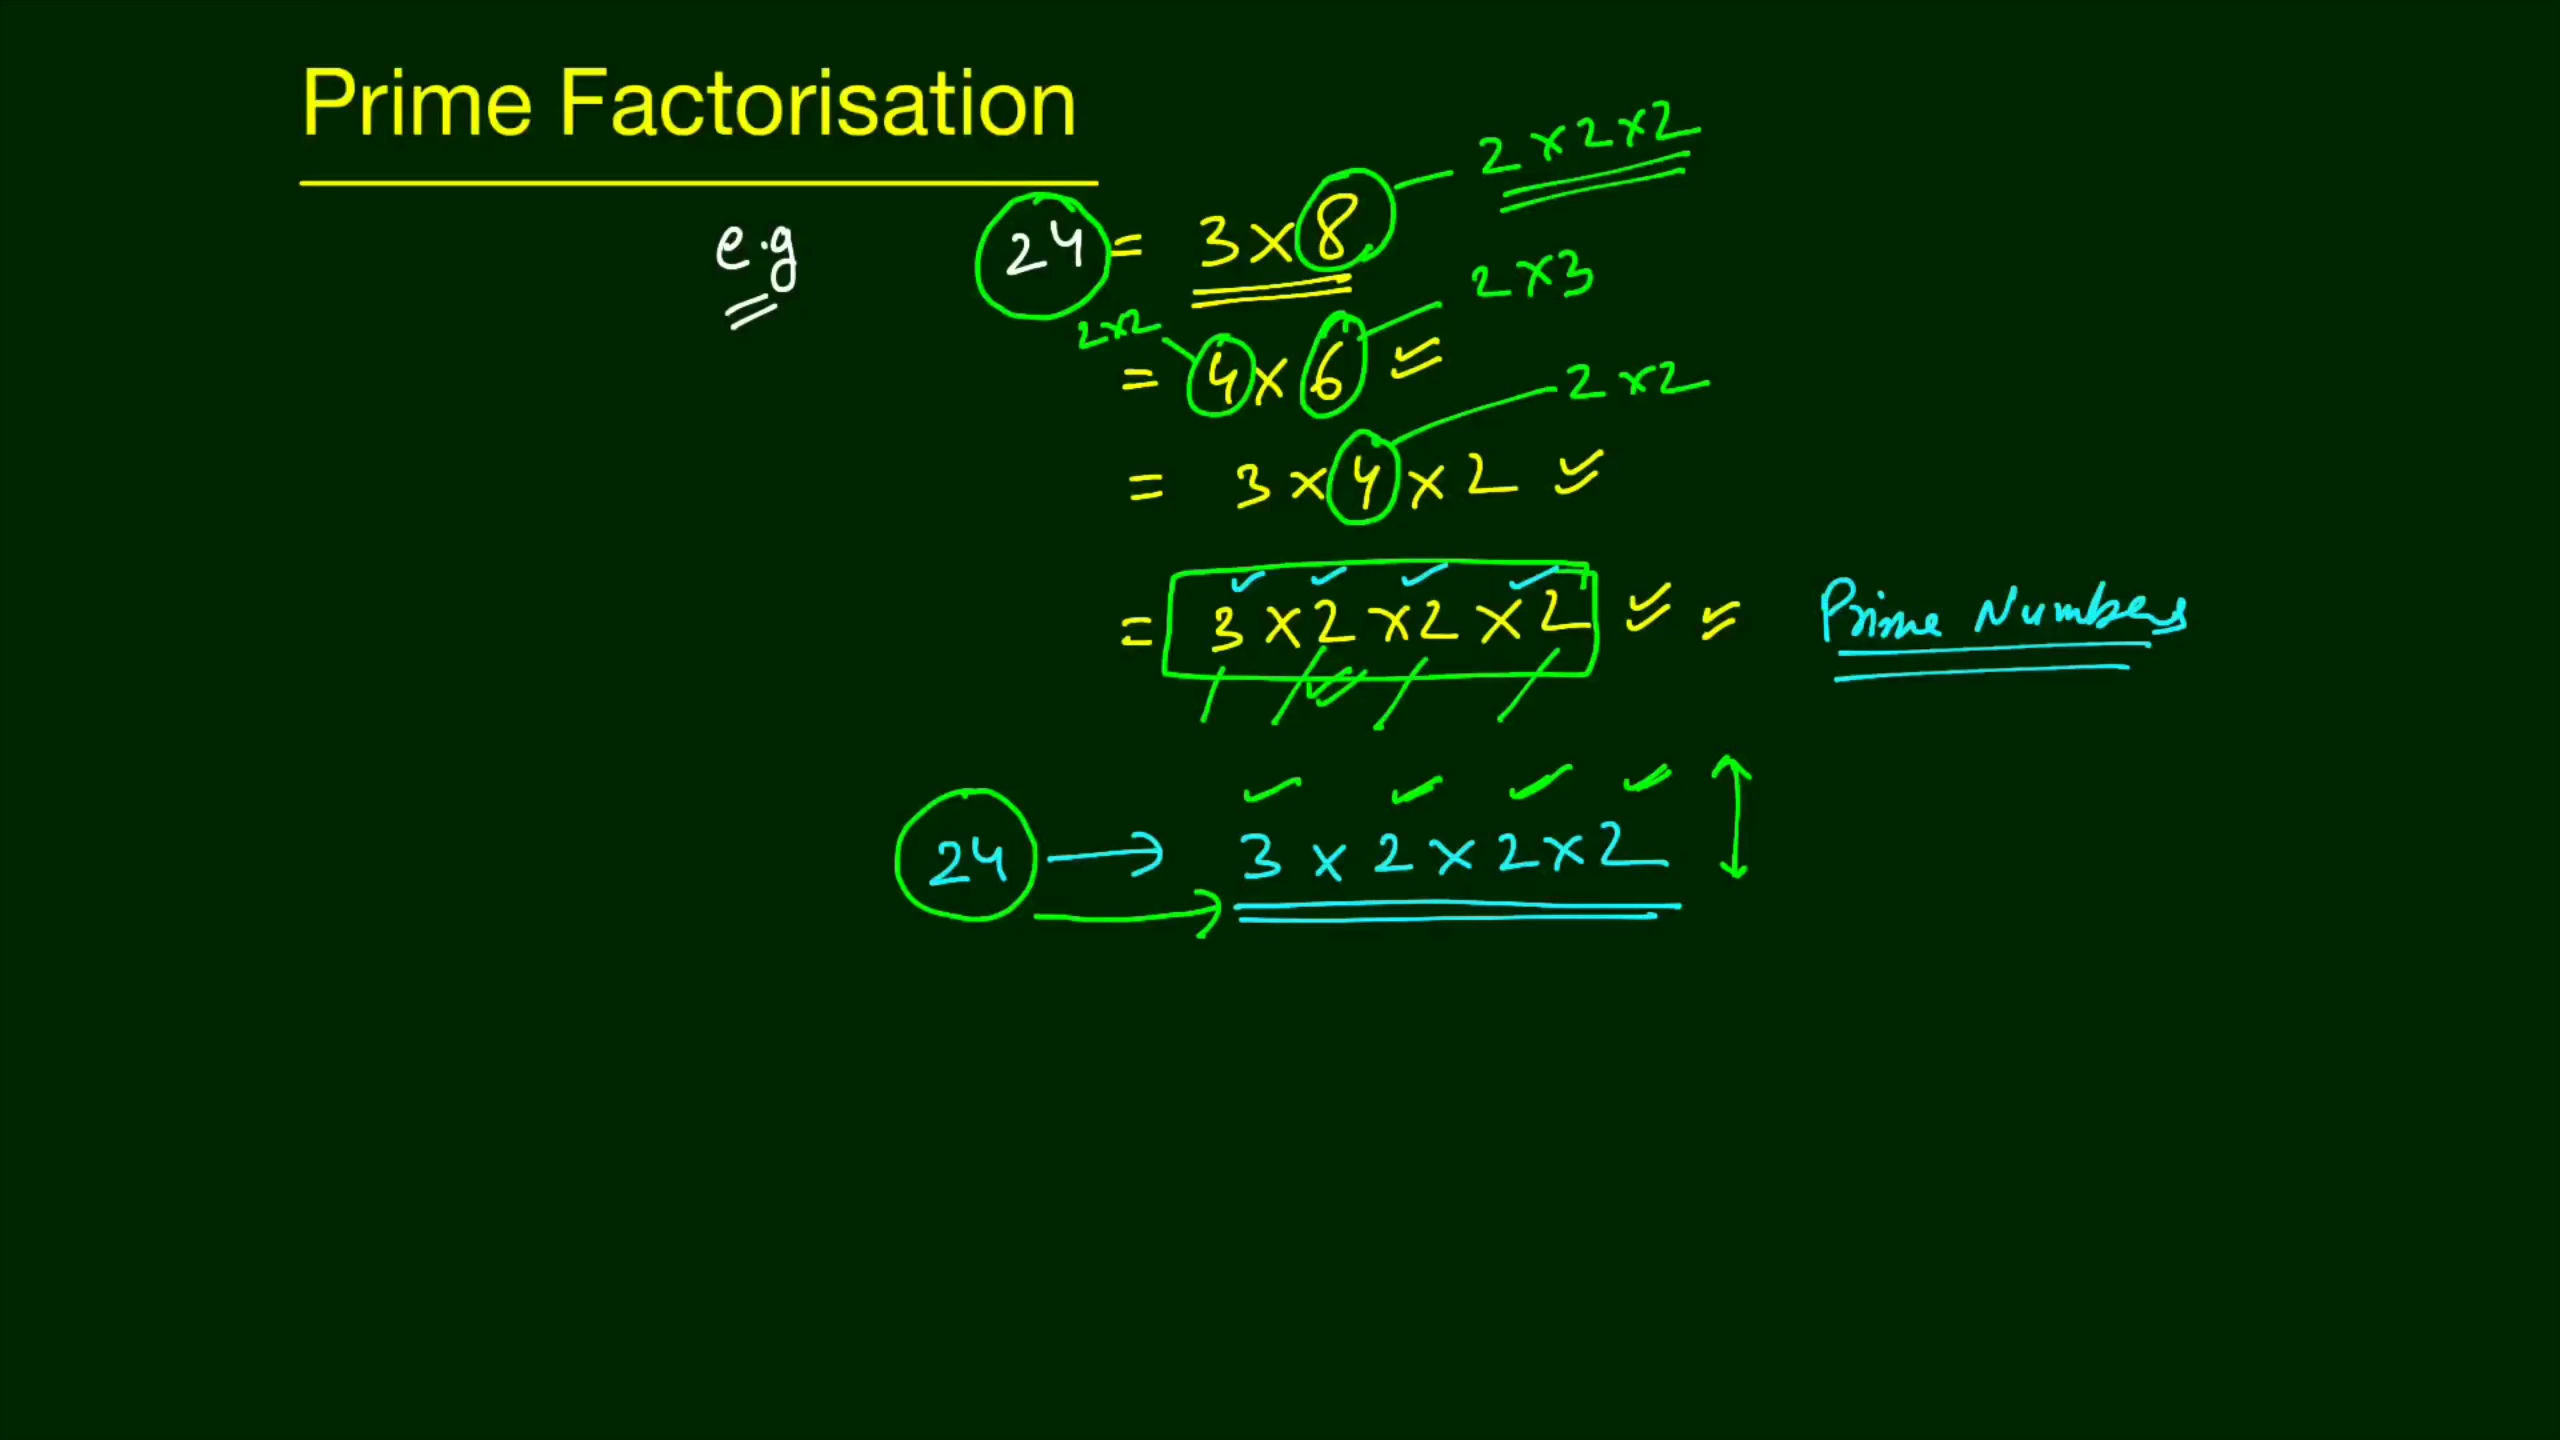 Prime Factorisation
2 × 2 × 2
e.g 24 = 3 × 8
2 × 3
2 × 2
= 4 × 6
2 × 2
= 3 × 4 × 2
= 3 × 2 × 2 × 2 Prime Numbers
24 → 3 × 2 × 2 × 2